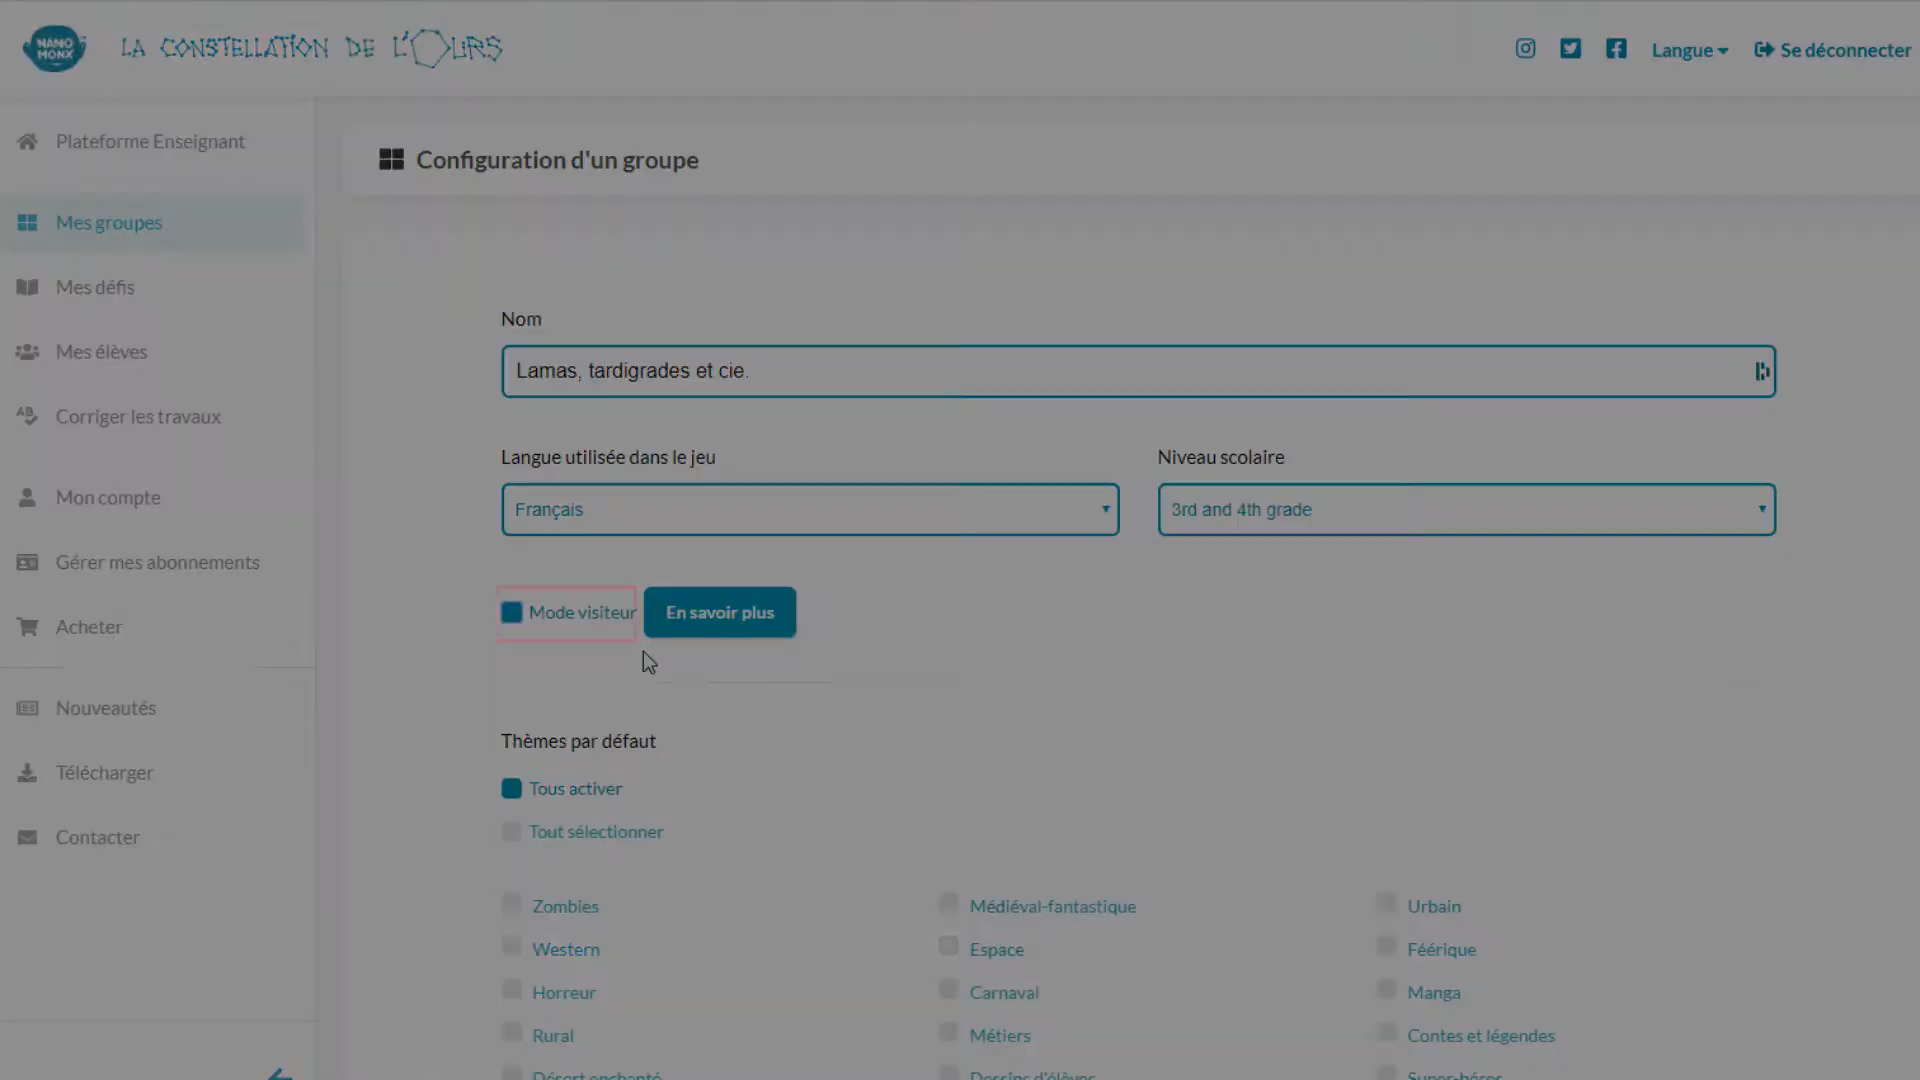 NANO
MONX
LA CONSTELLATION DE L'OURS
Langue
Se déconnecter
Plateforme Enseignant
Mes groupes
Mes défis
Mes élèves
Corriger les travaux
Mon compte
Gérer mes abonnements
Acheter
Nouveautés
Télécharger
Contacter
Configuration d'un groupe
Nom
Lamas, tardigrades et cie.
Langue utilisée dans le jeu
Niveau scolaire
Français
3rd and 4th grade
Mode visiteur
En savoir plus
Thèmes par défaut
Tous activer
Tout sélectionner
Zombies
Médiéval-fantastique
Urbain
Western
Espace
Féérique
Horreur
Carnaval
Manga
Rural
Métiers
Contes et légendes
Désert enchanté
Dessins d'élèves
Super-héros